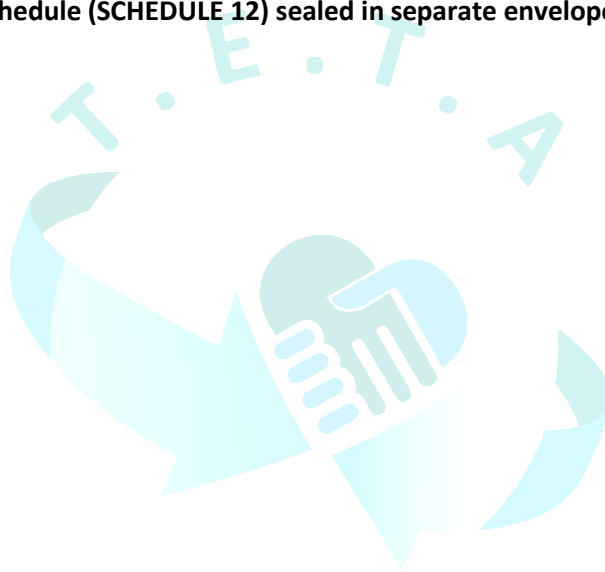 hedule (SCHEDULE 12) sealed in separate envelope
T . E . T . A